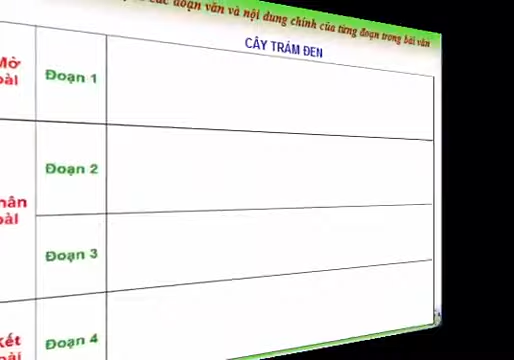 đoạn văn và nội dung chính của từng đoạn trong bài văn
CÂY TRÁM ĐEN
Mở
bài
Đoạn 1
Đoạn 2
Thân
bài
Đoạn 3
Kết
bài
Đoạn 4